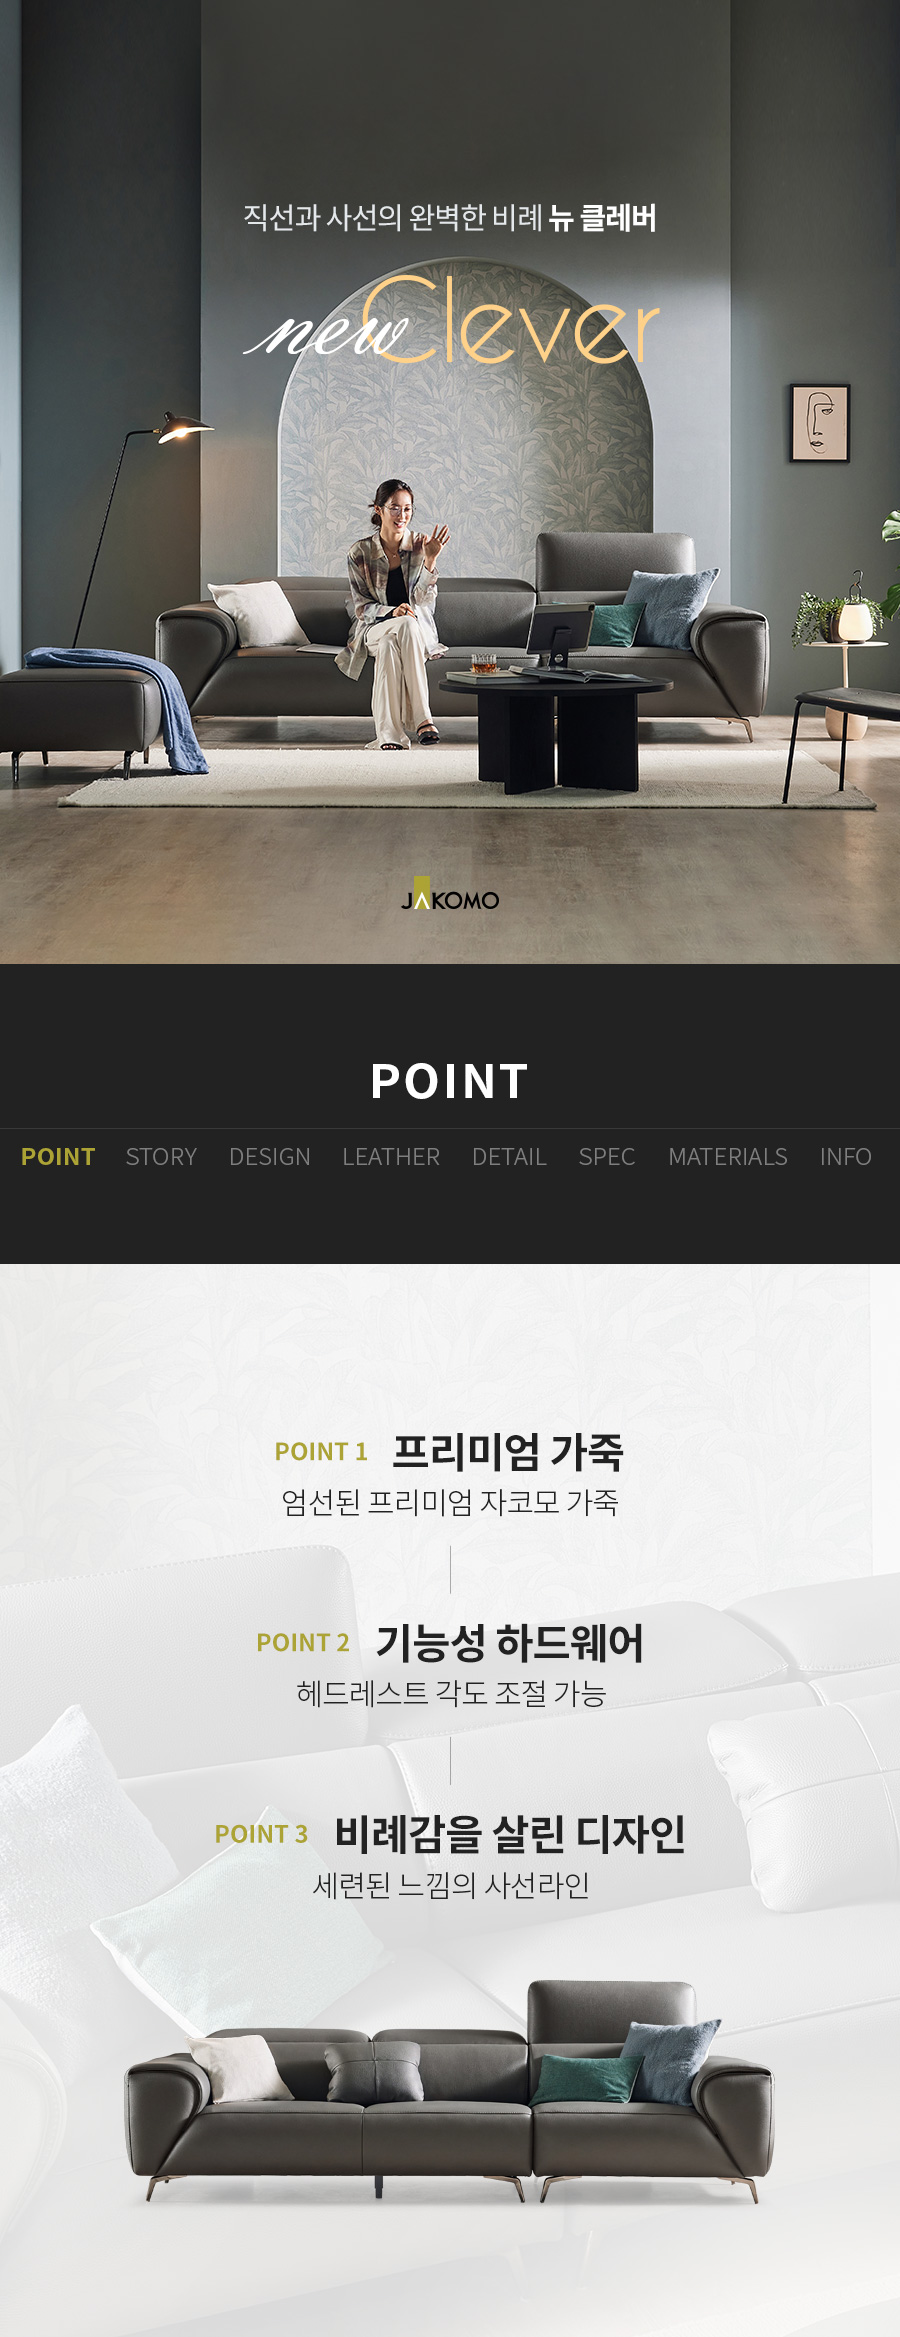 직선과 사선의 완벽한 비례 뉴 클레버
new Clever
JAKOMO
POINT
POINT STORY DESIGN LEATHER DETAIL SPEC MATERIALS INFO
POINT 1 프리미엄 가죽
엄선된 프리미엄 자코모 가죽
POINT 2 기능성 하드웨어
헤드레스트 각도 조절 가능
POINT 3 비례감을 살린 디자인
세련된 느낌의 사선라인